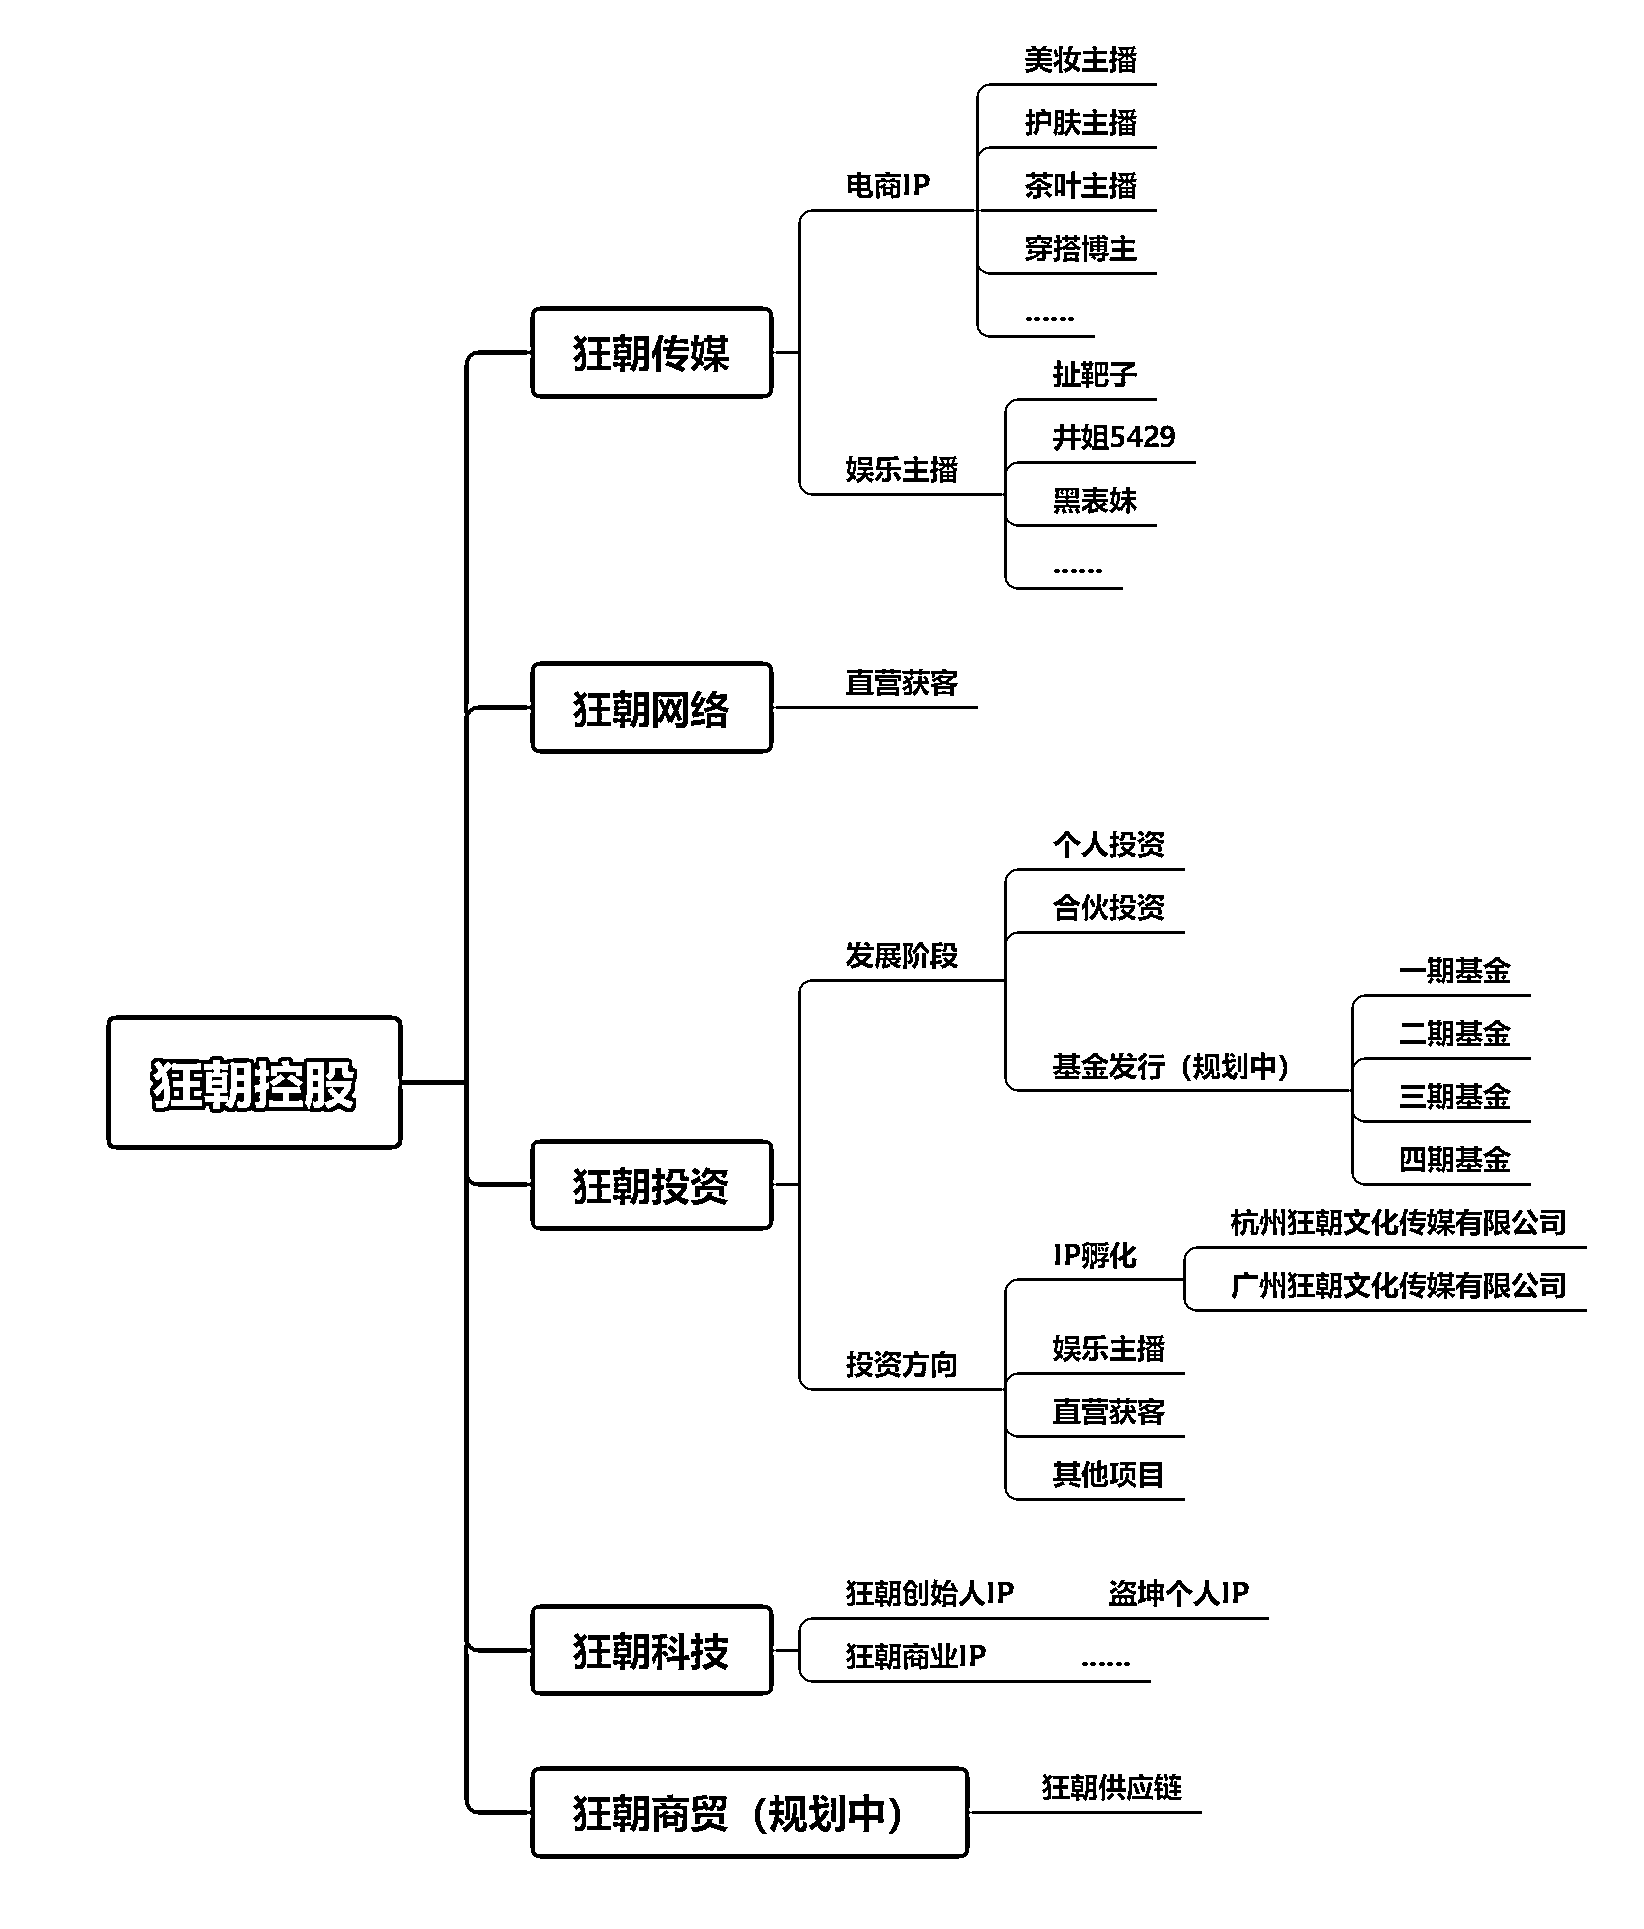 狂朝控股
狂朝传媒
电商IP
美妆主播
护肤主播
茶叶主播
穿搭博主
……
娱乐主播
扯靶子
井姐5429
黑表妹
……
狂朝网络
直营获客
狂朝投资
发展阶段
个人投资
合伙投资
基金发行（规划中）
一期基金
二期基金
三期基金
四期基金
投资方向
IP孵化
杭州狂朝文化传媒有限公司
广州狂朝文化传媒有限公司
娱乐主播
直营获客
其他项目
狂朝科技
狂朝创始人IP
盗坤个人IP
狂朝商业IP
……
狂朝商贸（规划中）
狂朝供应链